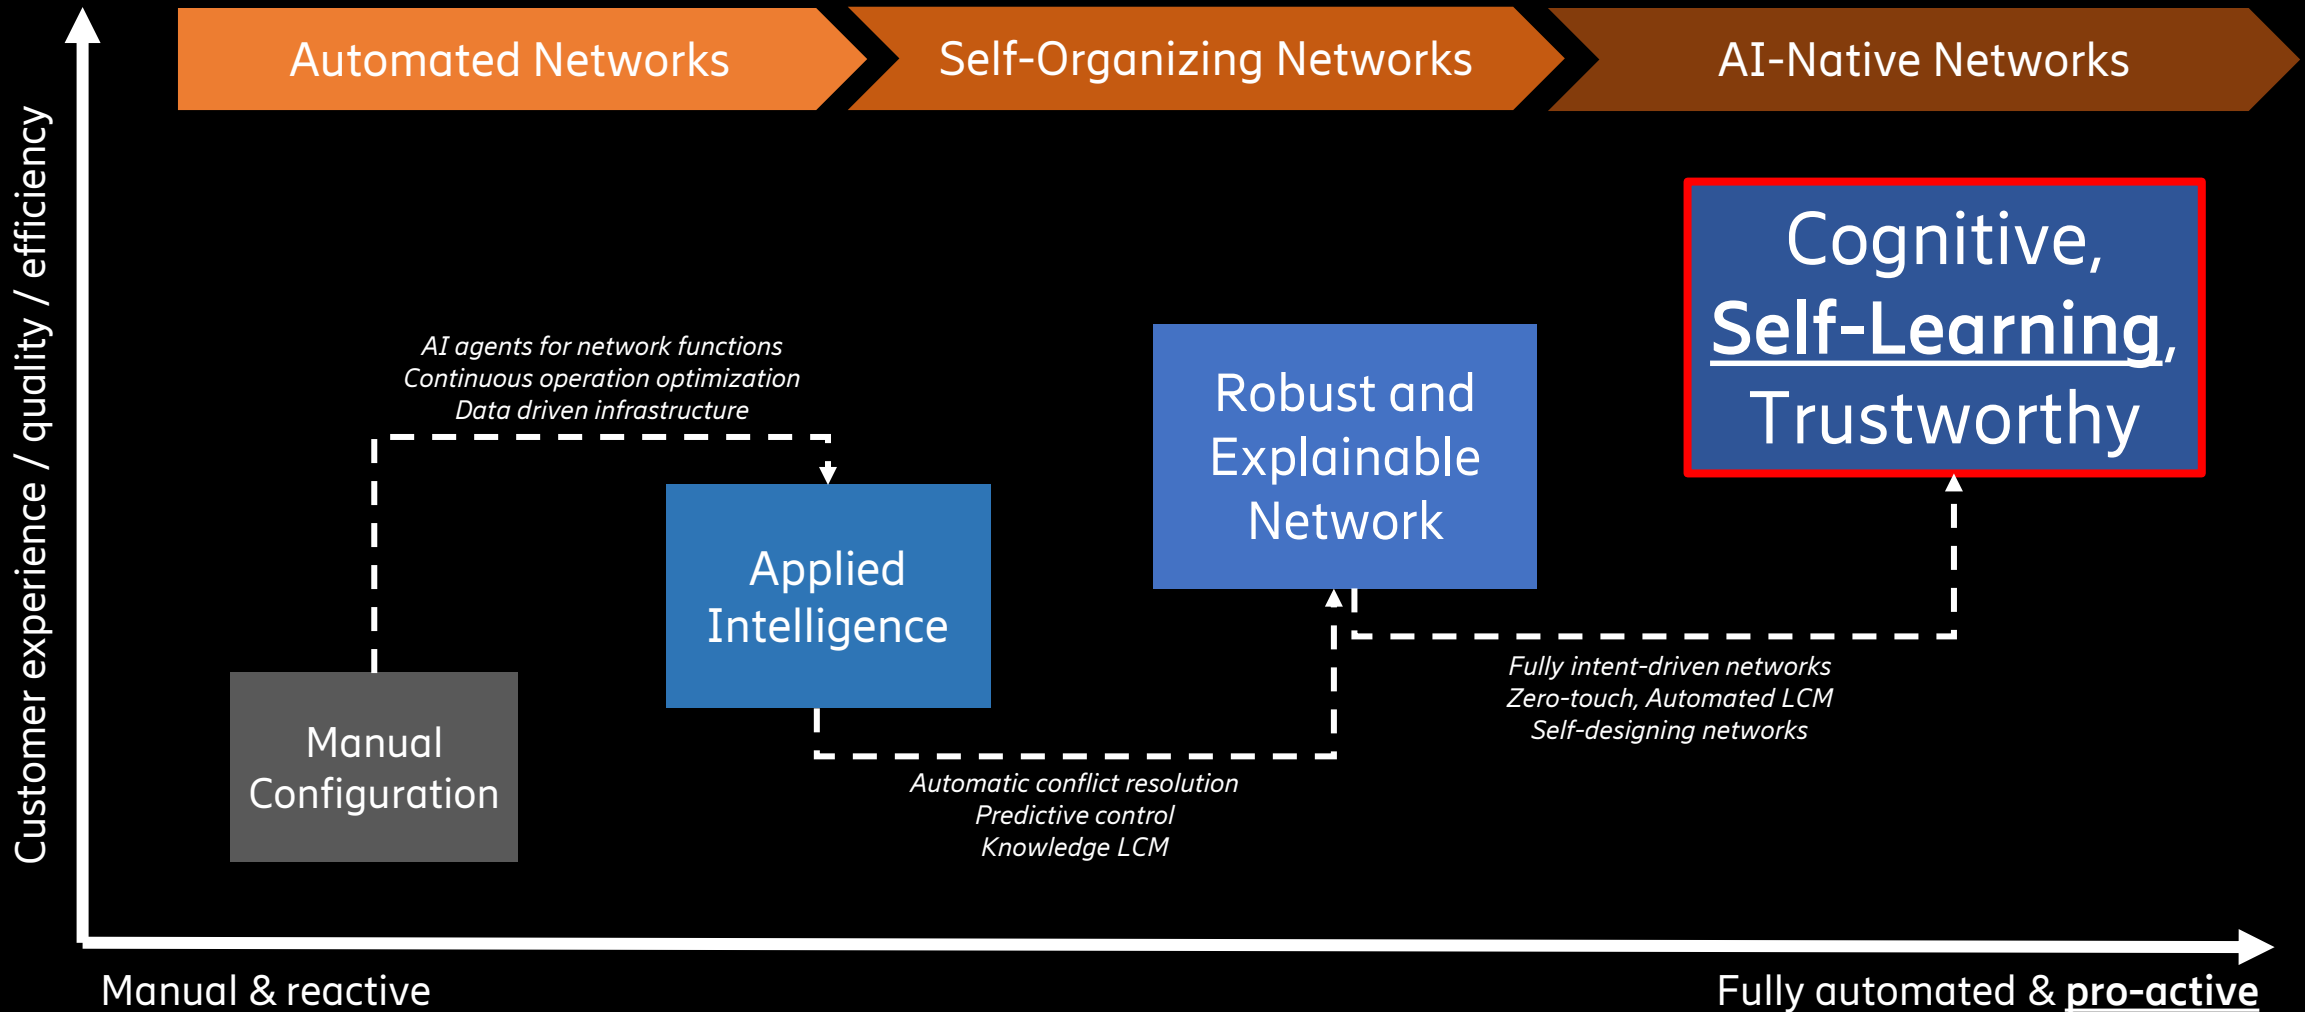 Automated Networks
Self-Organizing Networks
AI-Native Networks
Customer experience / quality / efficiency
Cognitive,
Self-Learning,
Trustworthy
AI agents for network functions
Continuous operation optimization
Data driven infrastructure
Robust and
Explainable
Network
Applied
Intelligence
Manual
Configuration
Fully intent-driven networks
Zero-touch, Automated LCM
Self-designing networks
Automatic conflict resolution
Predictive control
Knowledge LCM
Manual & reactive
Fully automated & pro-active